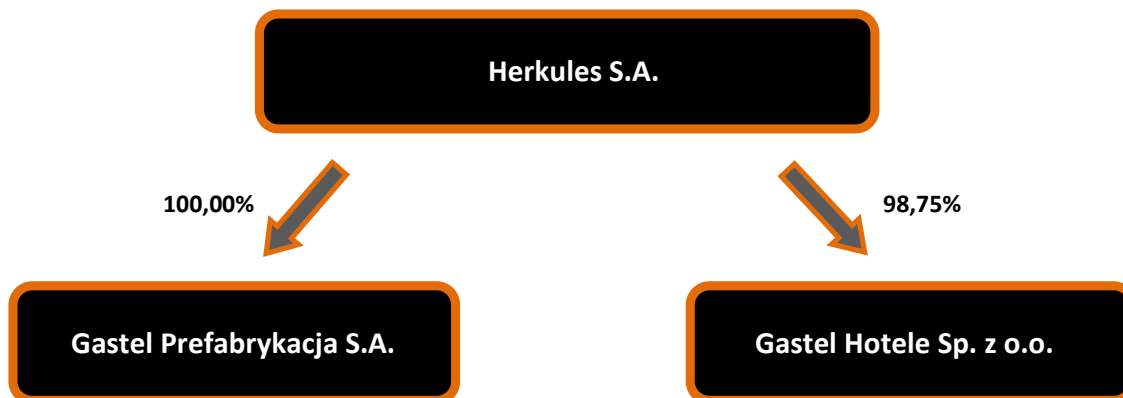 Herkules S.A.
100,00%
98,75%
Gastel Prefabrykacja S.A.
Gastel Hotele Sp. z o.o.